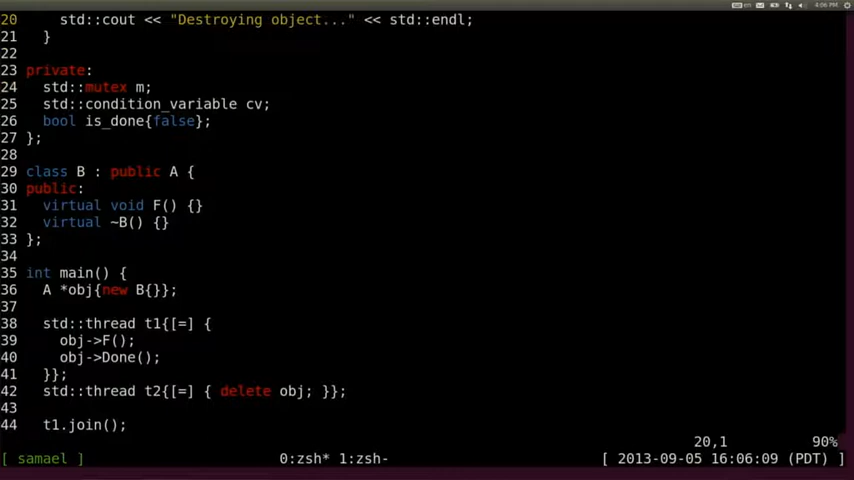 en 4:06 PM
20     std::cout << "Destroying object..." << std::endl;
21   }
22
23 private:
24   std::mutex m;
25   std::condition_variable cv;
26   bool is_done{false};
27 };
28
29 class B : public A {
30 public:
31   virtual void F() {}
32   virtual ~B() {}
33 };
34
35 int main() {
36   A *obj{new B{}};
37
38   std::thread t1{[=] {
39     obj->F();
40     obj->Done();
41   }};
42   std::thread t2{[=] { delete obj; }};
43
44   t1.join();
20,1 90%
[ samael ] 0:zsh* 1:zsh- [ 2013-09-05 16:06:09 (PDT) ]